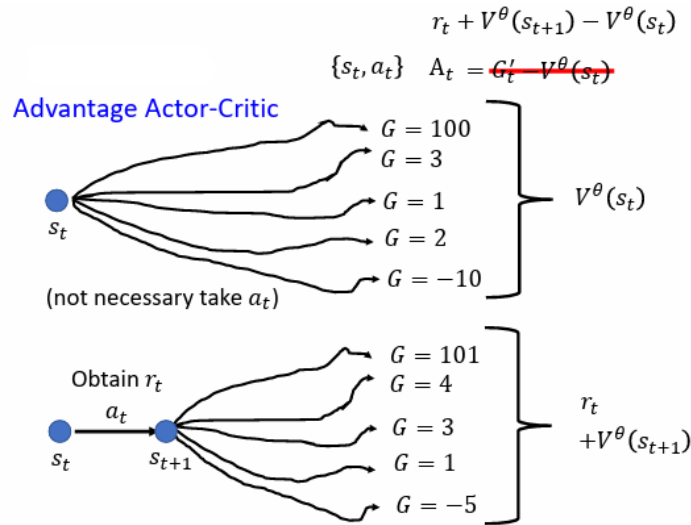 r_t + V^θ(s_{t+1}) − V^θ(s_t)
{s_t, a_t} A_t = G'_t − V^θ(s_t)
Advantage Actor-Critic
G = 100
G = 3
G = 1
G = 2
G = −10
s_t
V^θ(s_t)
(not necessary take a_t)
Obtain r_t
a_t
s_t
s_{t+1}
G = 101
G = 4
G = 3
G = 1
G = −5
r_t
+V^θ(s_{t+1})